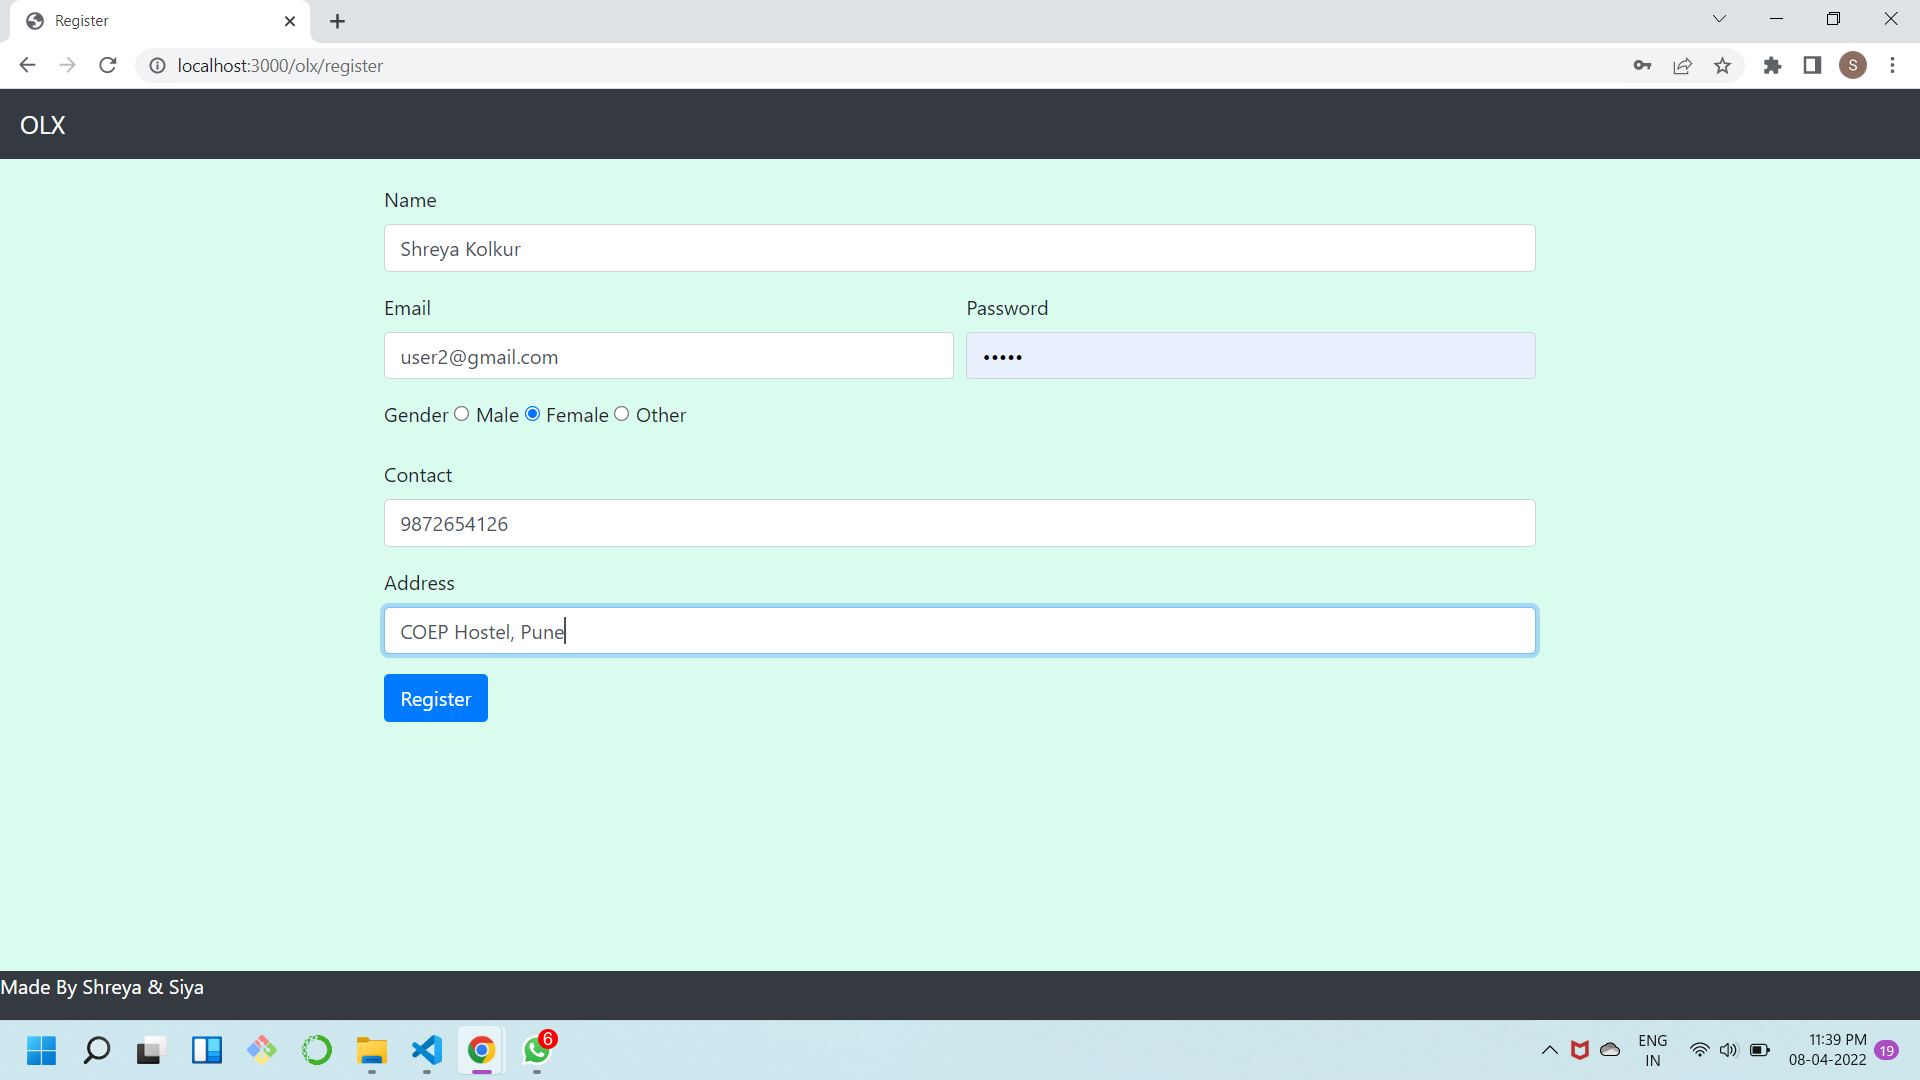 Register
localhost:3000/olx/register
S
OLX
Name
Shreya Kolkur
Email
Password
user2@gmail.com
•••••
Gender Male Female Other
Contact
9872654126
Address
COEP Hostel, Pune
Register
Made By Shreya & Siya
6
ENG
IN
11:39 PM
08-04-2022
19